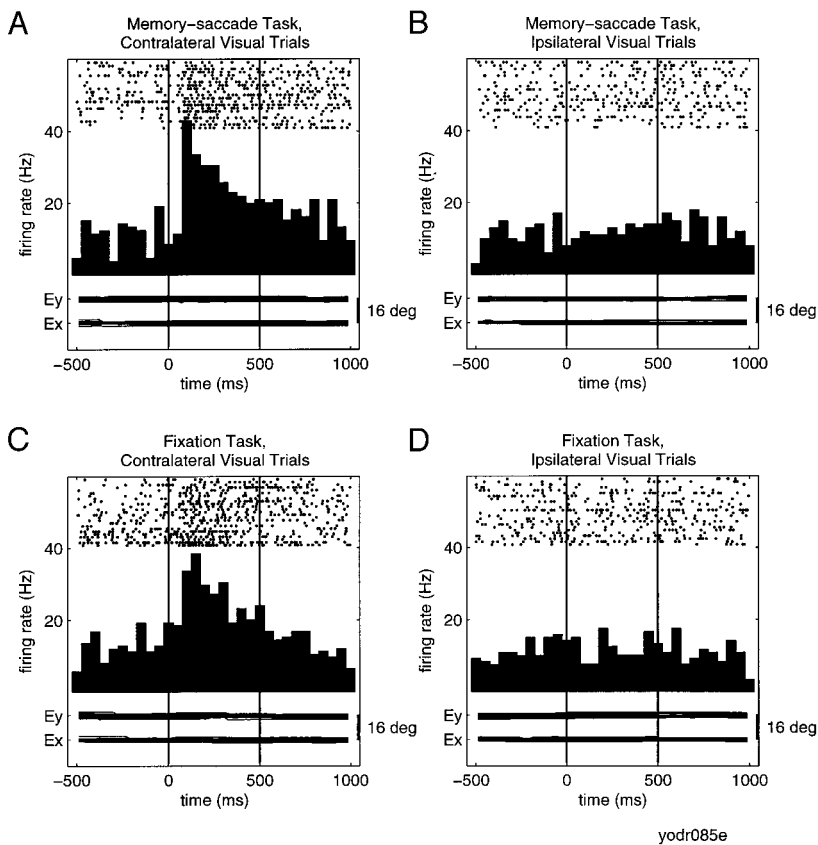 A
Memory-saccade Task,
Contralateral Visual Trials
firing rate (Hz)
40
20
Ey
Ex
16 deg
−500 0 500 1000
time (ms)
B
Memory-saccade Task,
Ipsilateral Visual Trials
firing rate (Hz)
40
20
Ey
Ex
16 deg
−500 0 500 1000
time (ms)
C
Fixation Task,
Contralateral Visual Trials
firing rate (Hz)
40
20
Ey
Ex
16 deg
−500 0 500 1000
time (ms)
D
Fixation Task,
Ipsilateral Visual Trials
firing rate (Hz)
40
20
Ey
Ex
16 deg
−500 0 500 1000
time (ms)
yodr085e